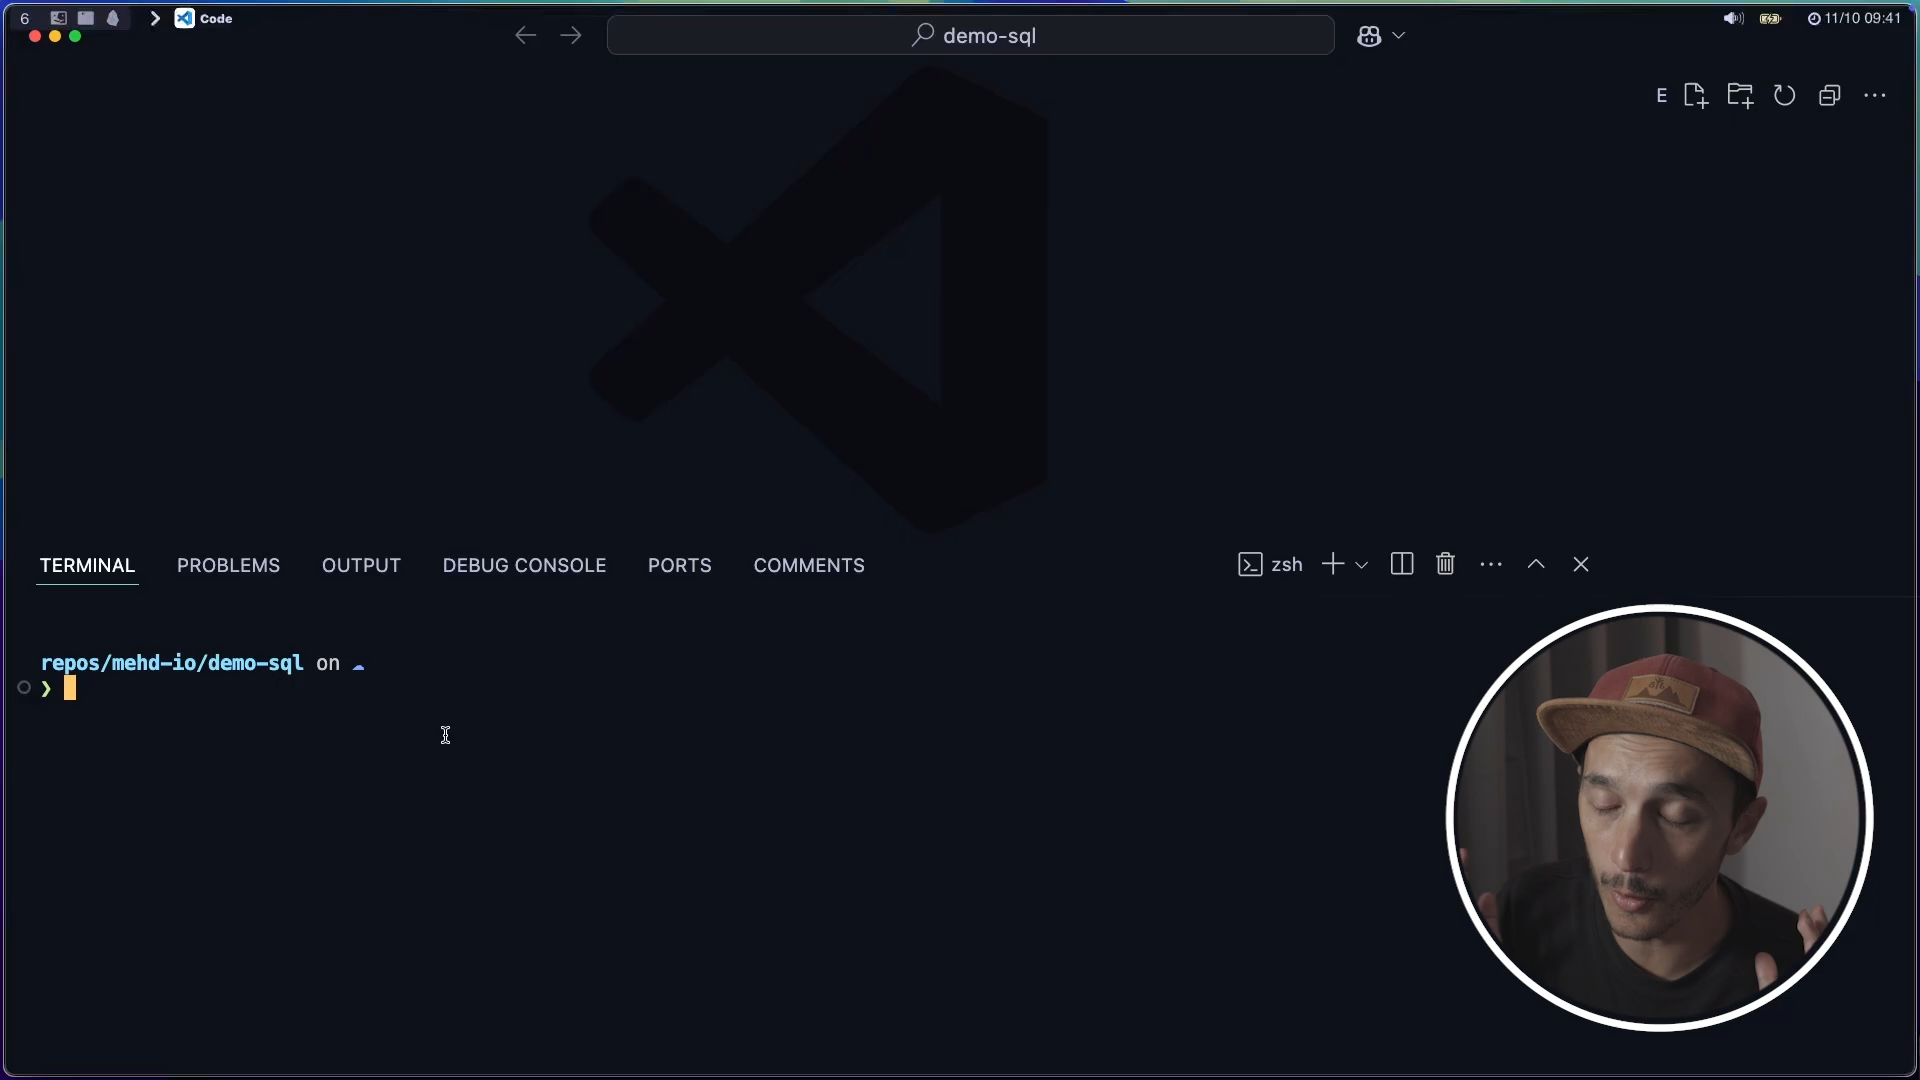 6 Code 11/10 09:41
demo-sql
E
TERMINAL PROBLEMS OUTPUT DEBUG CONSOLE PORTS COMMENTS zsh
repos/mehd-io/demo-sql on
❯